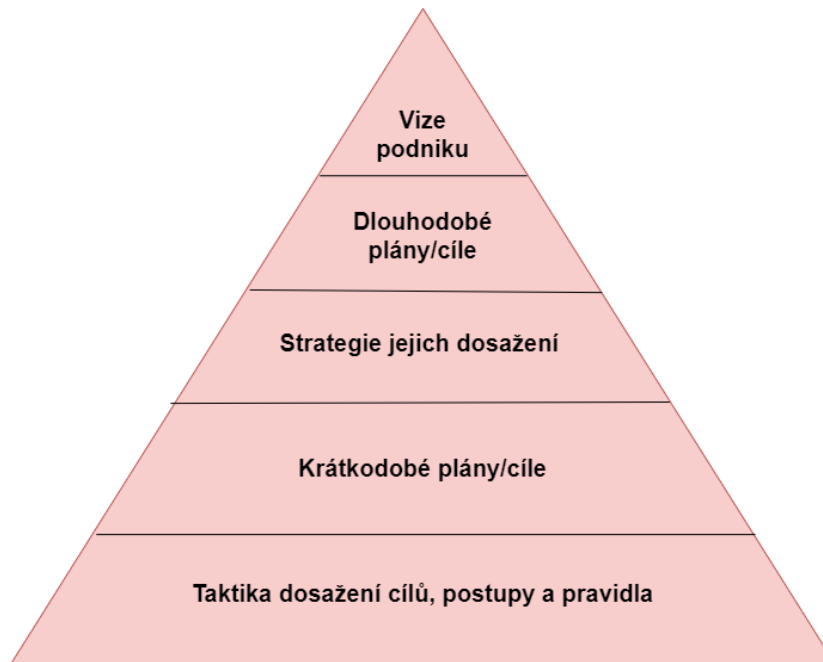 Vize
podniku
Dlouhodobé
plány/cíle
Strategie jejich dosažení
Krátkodobé plány/cíle
Taktika dosažení cílů, postupy a pravidla